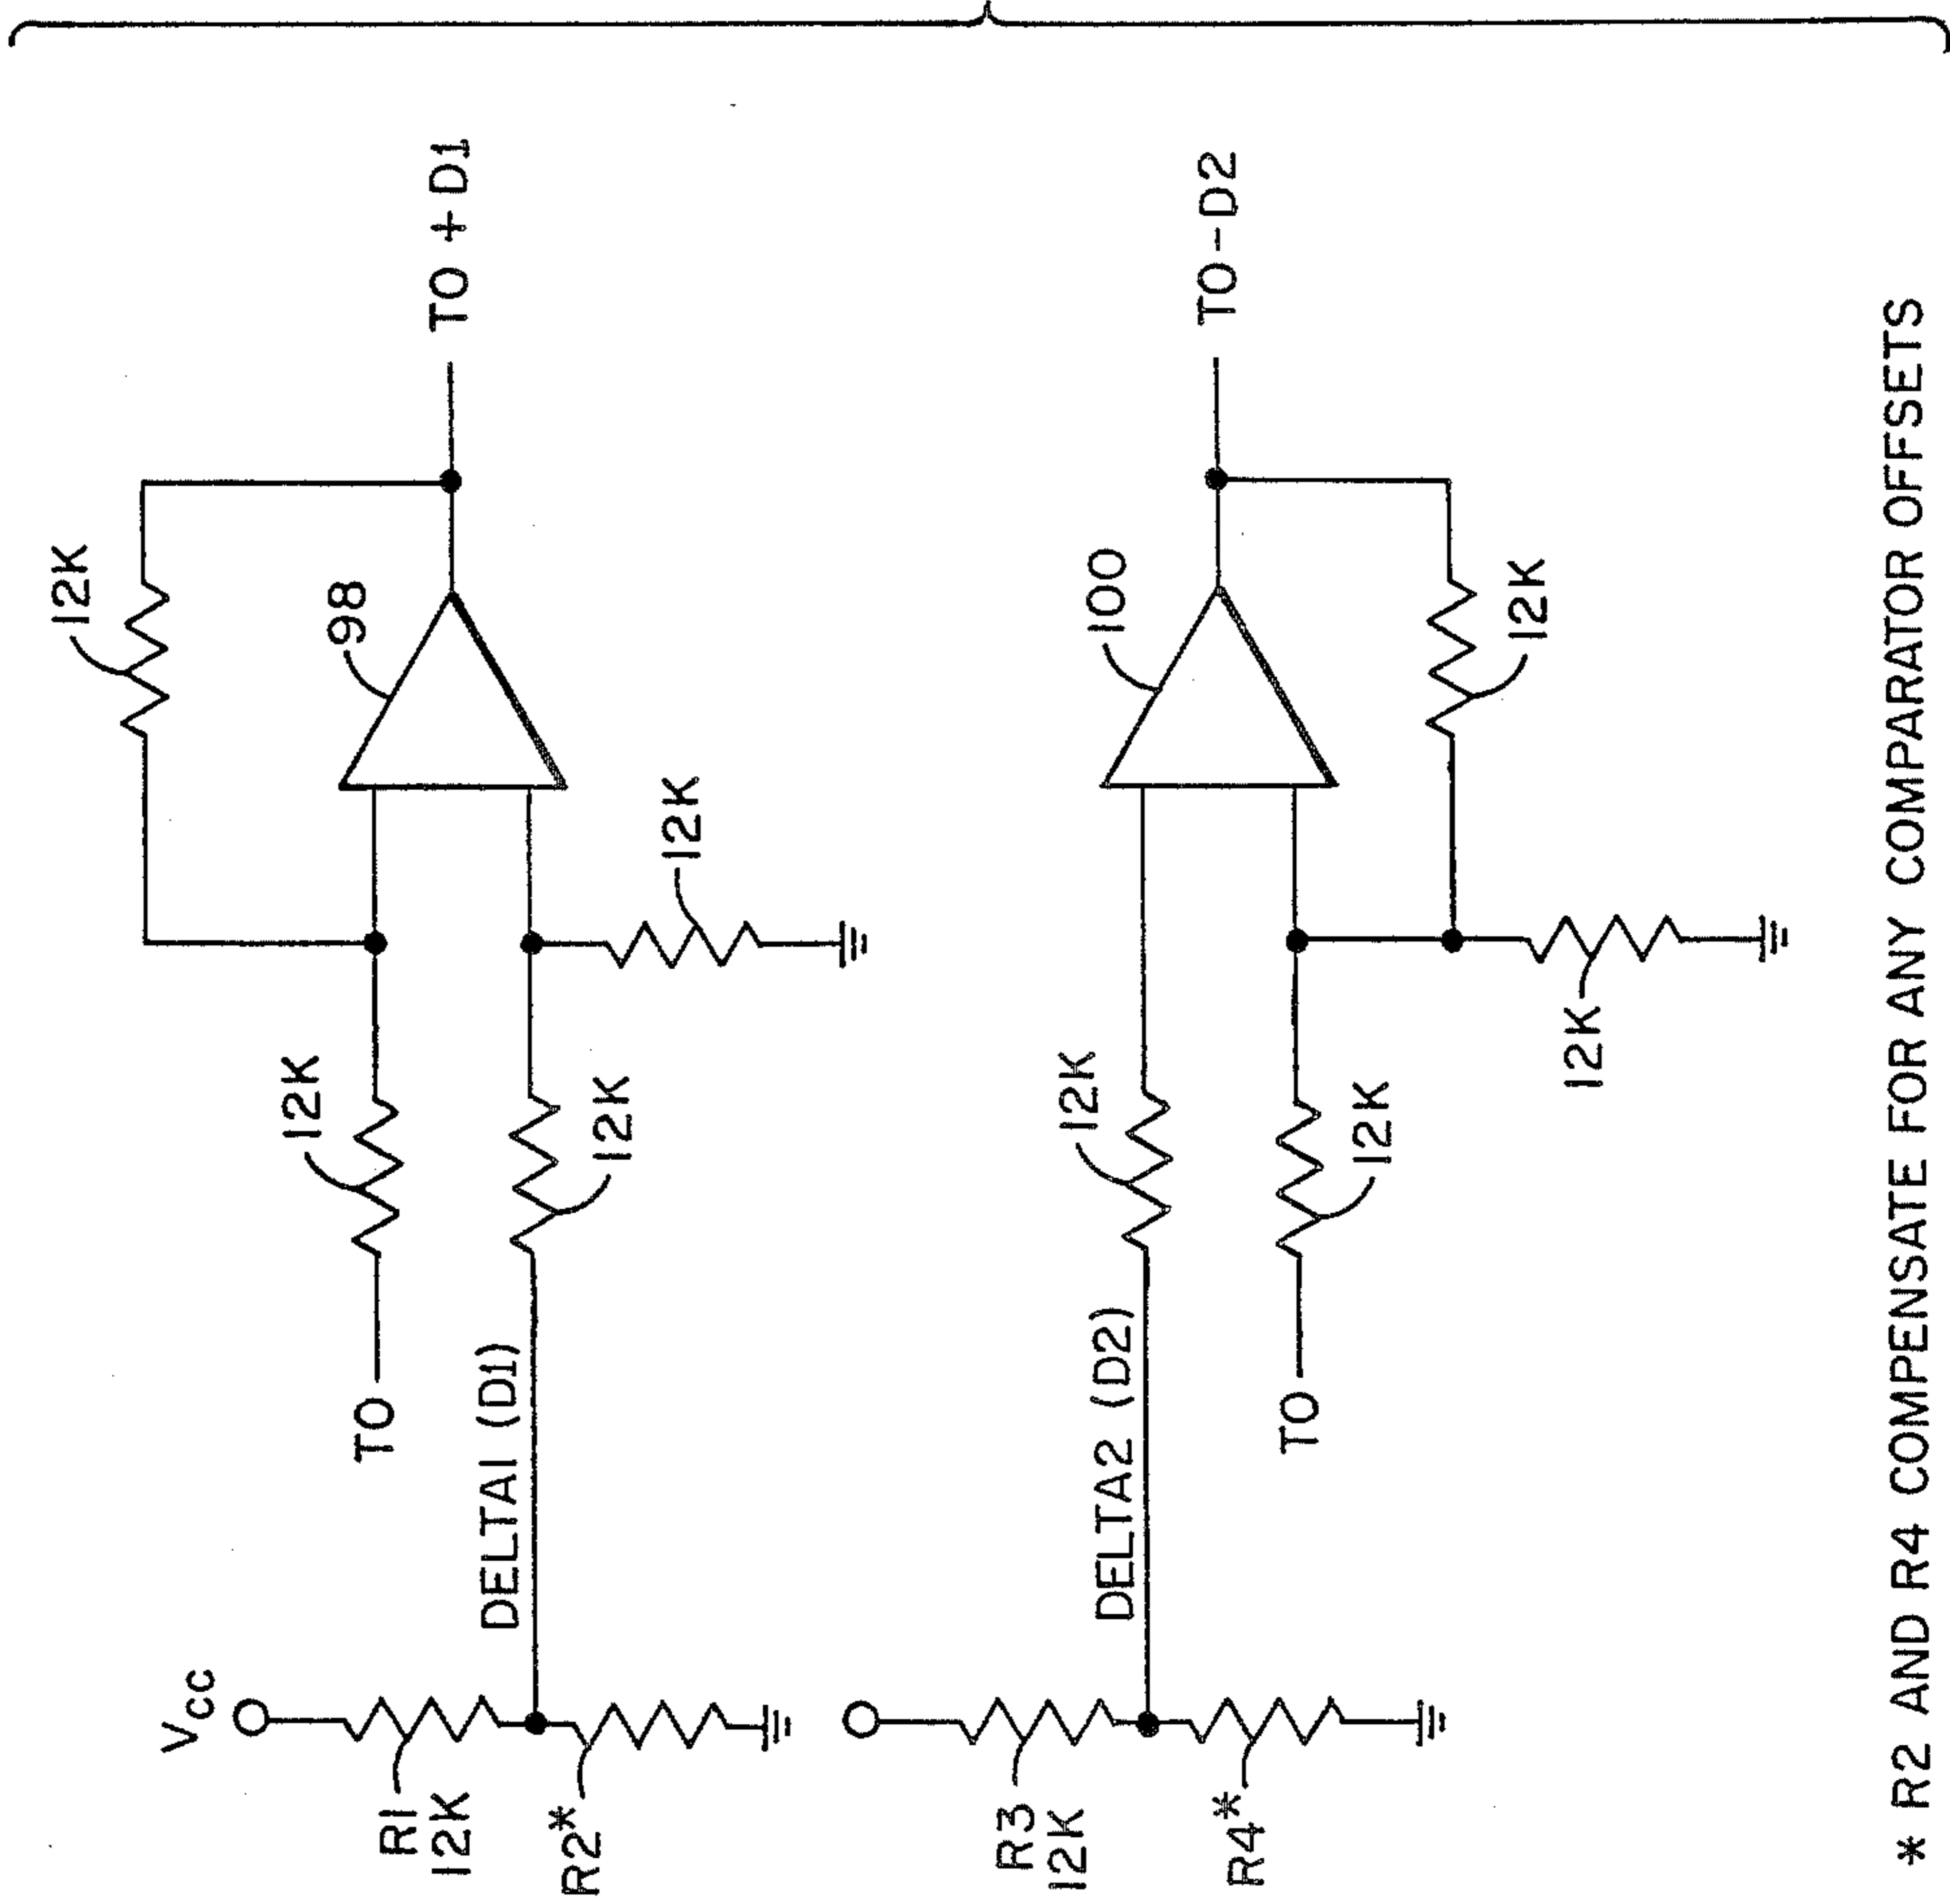 12K
98
TO +D1
12K
TO
12K
12K
VCC
R1
12K
DELTA1 (D1)
R2*
100
TO-D2
12K
DELTA2 (D2)
12K
TO
12K
12K
R3
12K
R4*
* R2 AND R4 COMPENSATE FOR ANY COMPARATOR OFFSETS